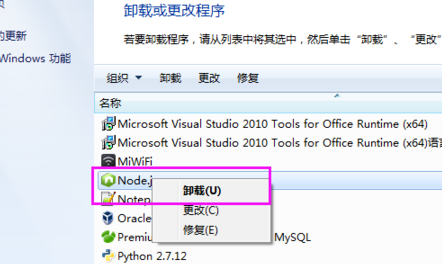 页
的更新
Windows 功能
卸载或更改程序
若要卸载程序，请从列表中将其选中，然后单击“卸载”、“更改”
组织 卸载 更改 修复
名称
Microsoft Visual Studio 2010 Tools for Office Runtime (x64)
Microsoft Visual Studio 2010 Tools for Office Runtime (x64)语
MiWiFi
Node.j
卸载(U)
Notep
更改(C)
Oracle
修复(E)
Premiu
MySQL
Python 2.7.12